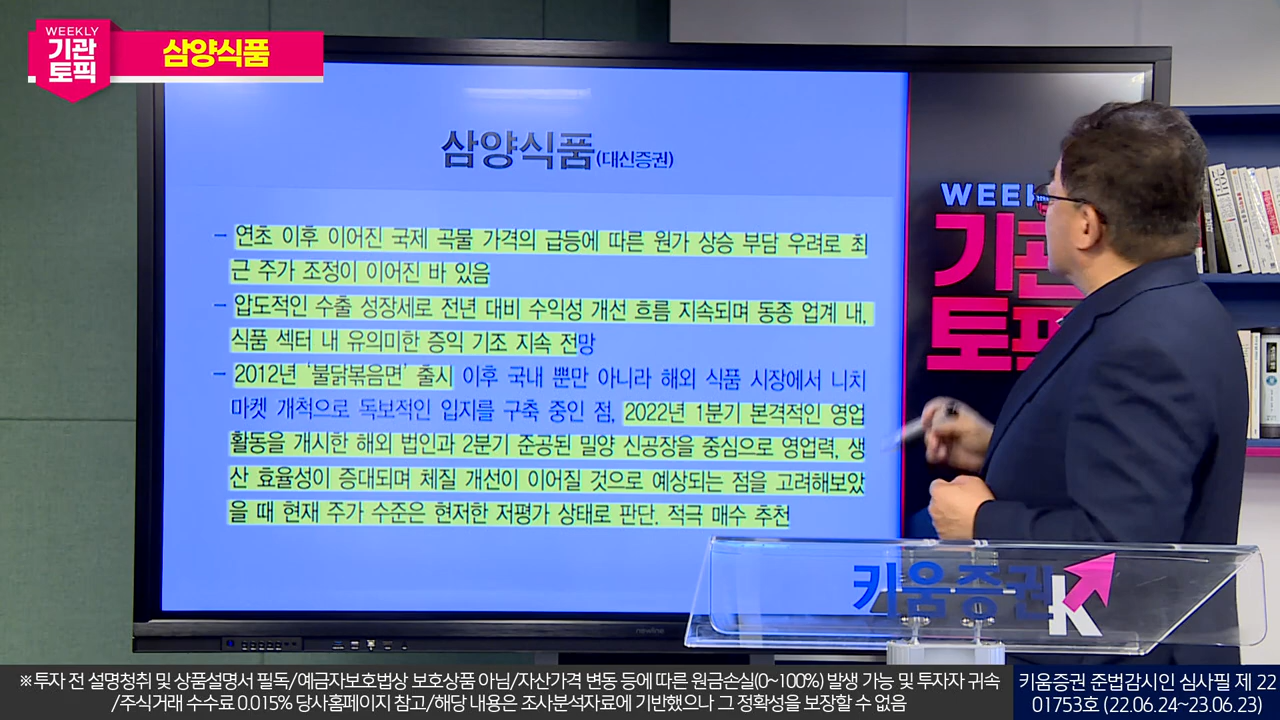 WEEKLY
기관
토픽
삼양식품
삼양식품(대신증권)
- 연초 이후 이어진 국제 곡물 가격의 급등에 따른 원가 상승 부담 우려로 최
근 주가 조정이 이어진 바 있음
- 압도적인 수출 성장세로 전년 대비 수익성 개선 흐름 지속되며 동종 업계 내,
식품 섹터 내 유의미한 증익 기조 지속 전망
- 2012년 '불닭볶음면' 출시 이후 국내 뿐만 아니라 해외 식품 시장에서 니치
마켓 개척으로 독보적인 입지를 구축 중인 점, 2022년 1분기 본격적인 영업
활동을 개시한 해외 법인과 2분기 준공된 밀양 신공장을 중심으로 영업력, 생
산 효율성이 증대되며 체질 개선이 이어질 것으로 예상되는 점을 고려해보았
을 때 현재 주가 수준은 현저한 저평가 상태로 판단. 적극 매수 추천
WEEK
기관
토픽
newline
키움증권 K
※투자 전 설명청취 및 상품설명서 필독/예금자보호법상 보호상품 아님/자산가격 변동 등에 따른 원금손실(0~100%) 발생 가능 및 투자자 귀속
/주식거래 수수료 0.015% 당사홈페이지 참고/해당 내용은 조사분석자료에 기반했으나 그 정확성을 보장할 수 없음
키움증권 준법감시인 심사필 제 22
01753호 (22.06.24~23.06.23)